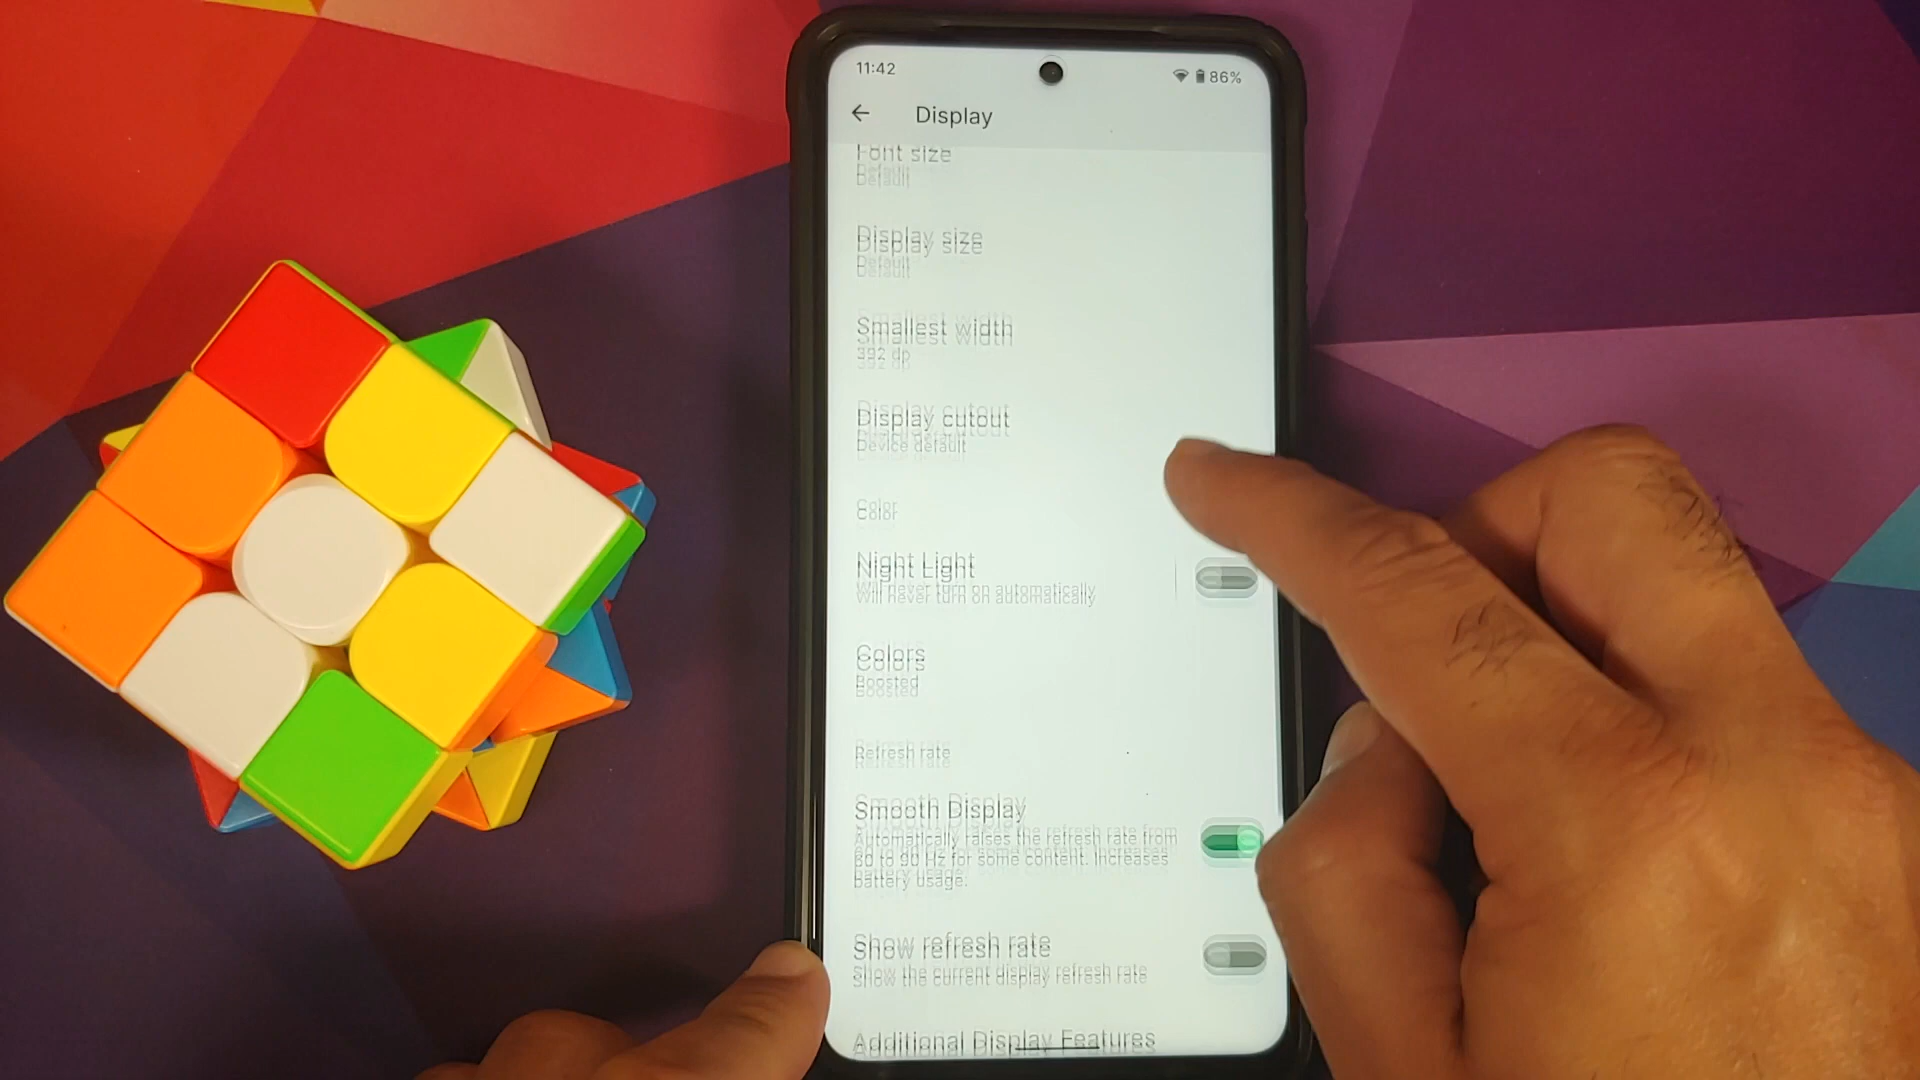 11:42
86%
Display
Font size
Default
Display size
Default
Smallest width
392 dp
Display cutout
Device default
Color
Night Light
Will never turn on automatically
Colors
Boosted
Refresh rate
Smooth Display
Automatically raises the refresh rate from
60 to 90 Hz for some content. Increases
battery usage.
Show refresh rate
Show the current display refresh rate
Additional Display Features